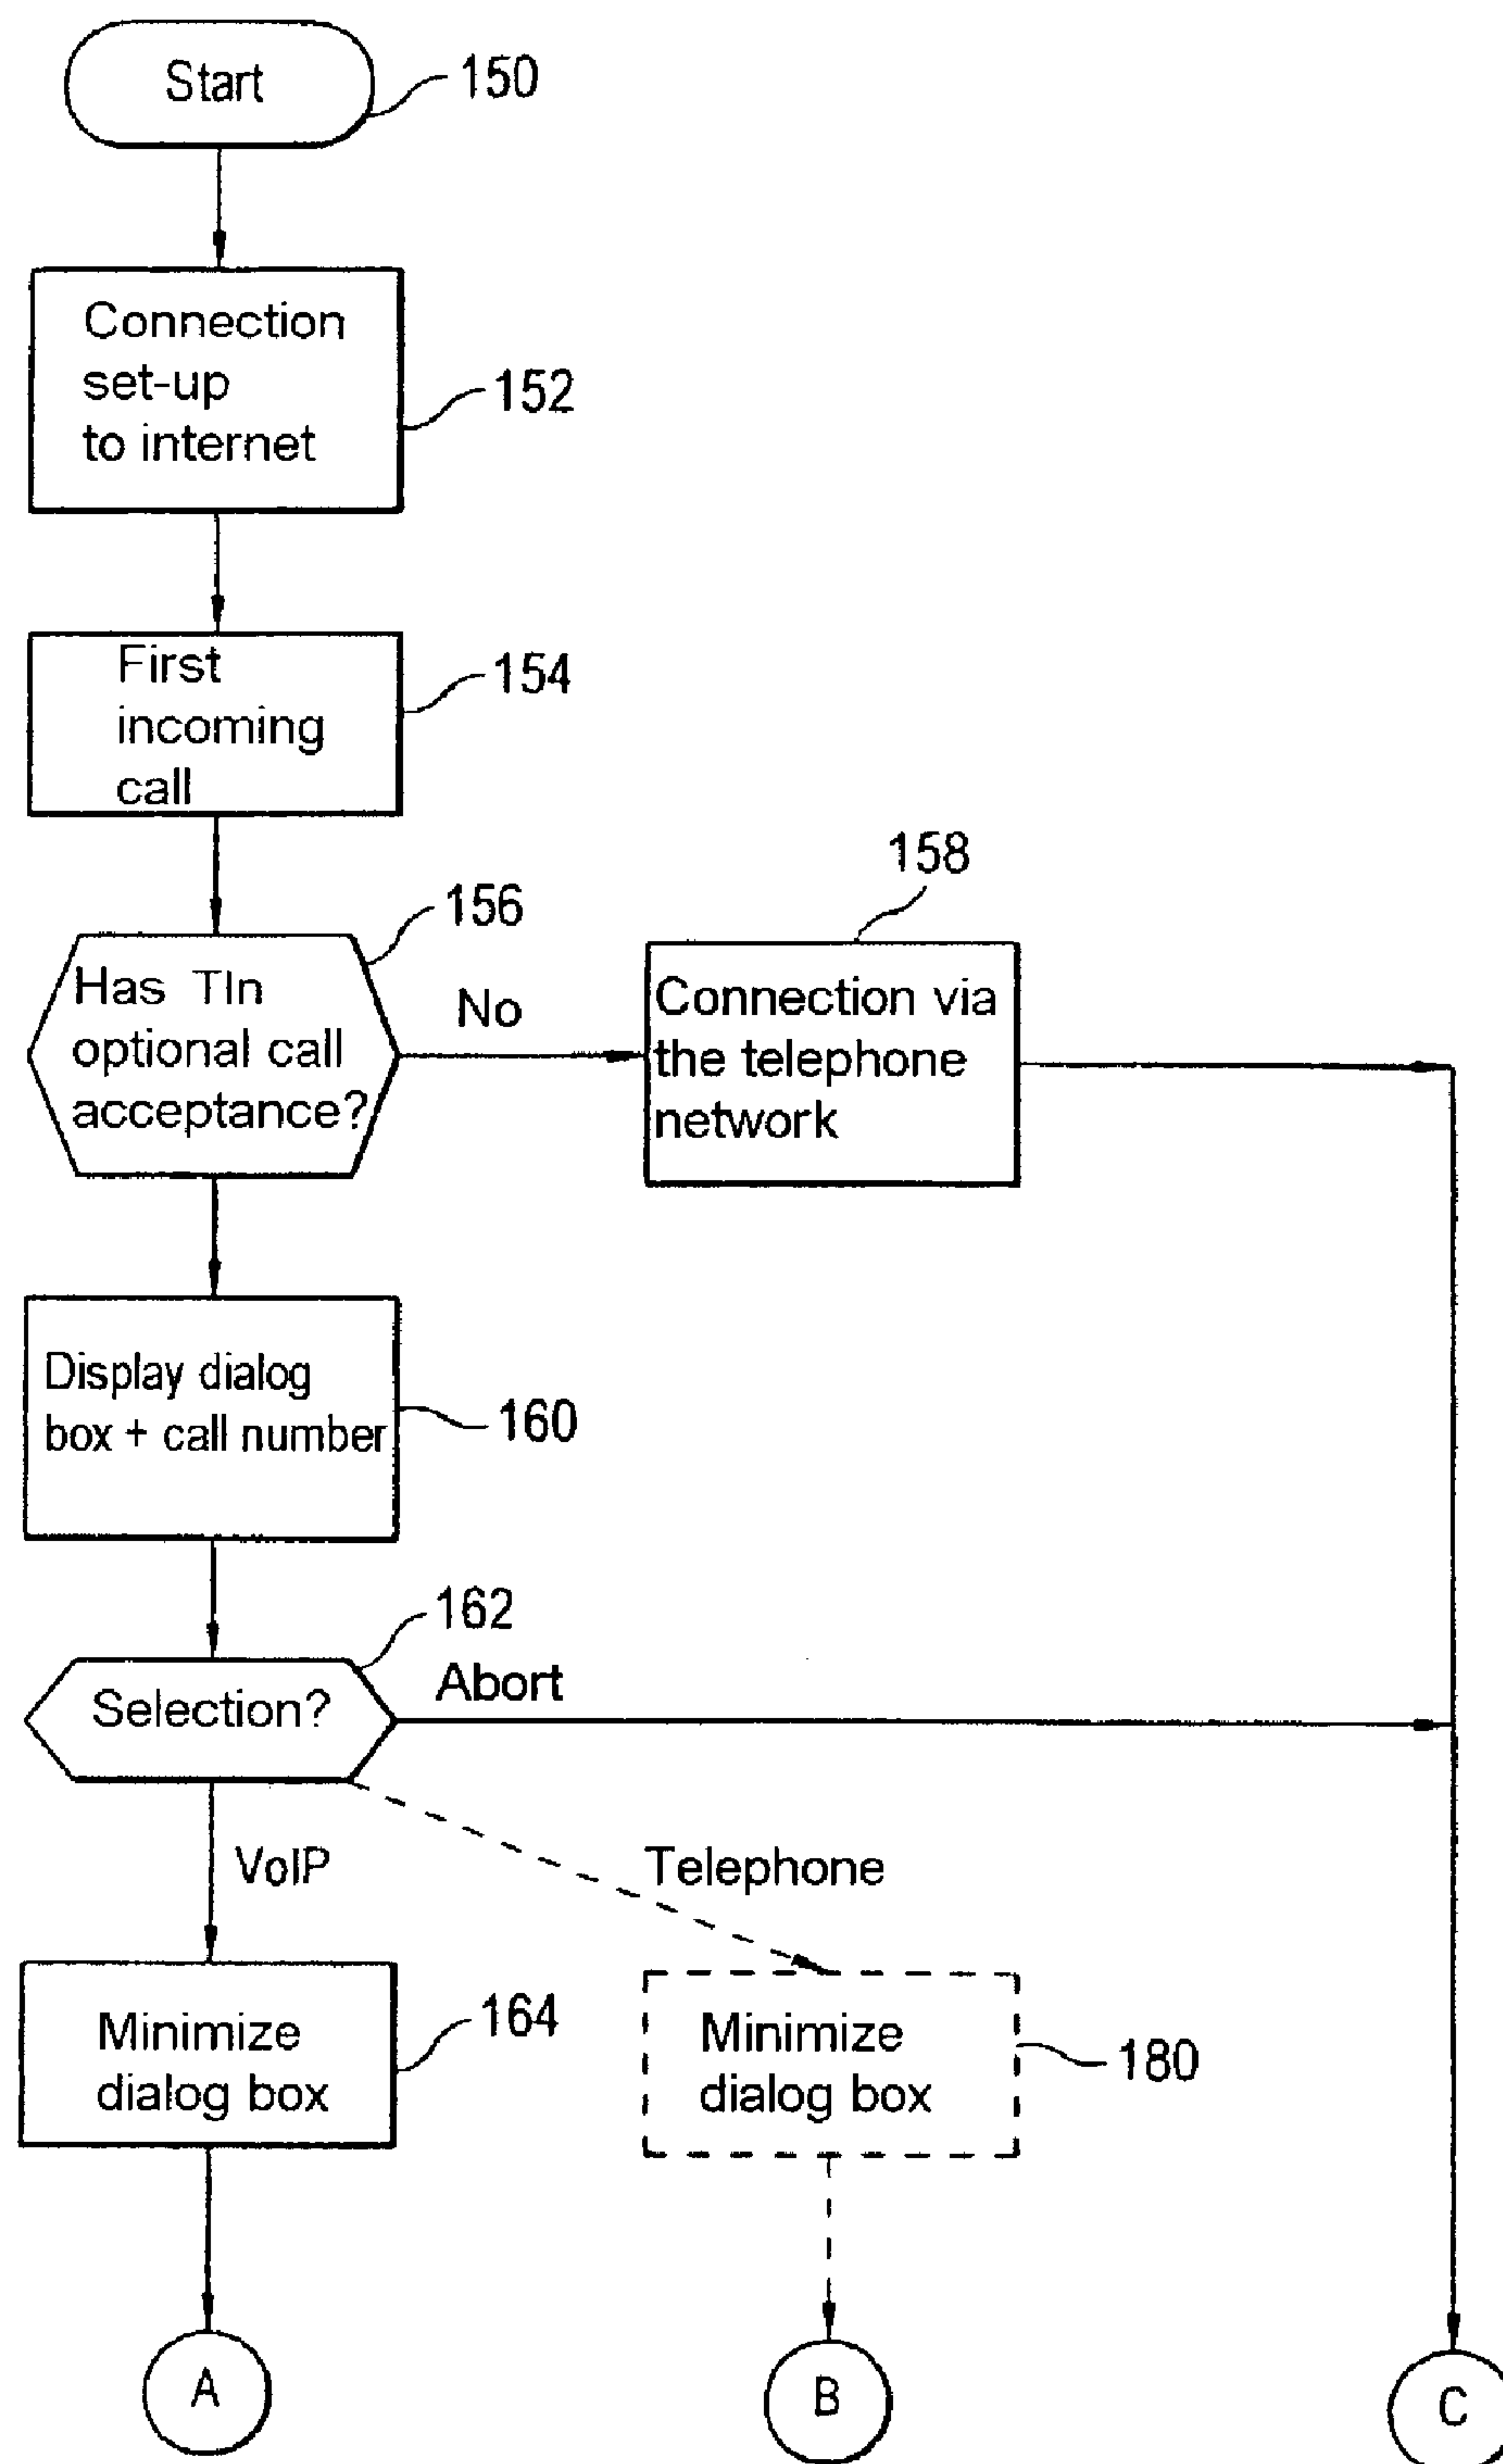 Start
150
Connection
set-up
to internet
152
First
incoming
call
154
156
Has TIn
optional call
acceptance?
No
158
Connection via
the telephone
network
Display dialog
box + call number
160
162
Selection?
Abort
VoIP
Telephone
Minimize
dialog box
164
Minimize
dialog box
180
A
B
C